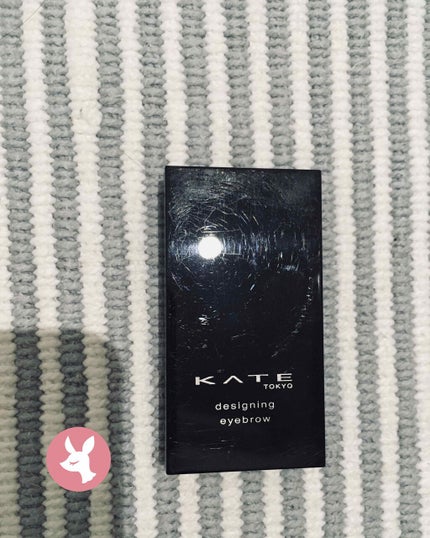 KATE
TOKYO
designing
eyebrow